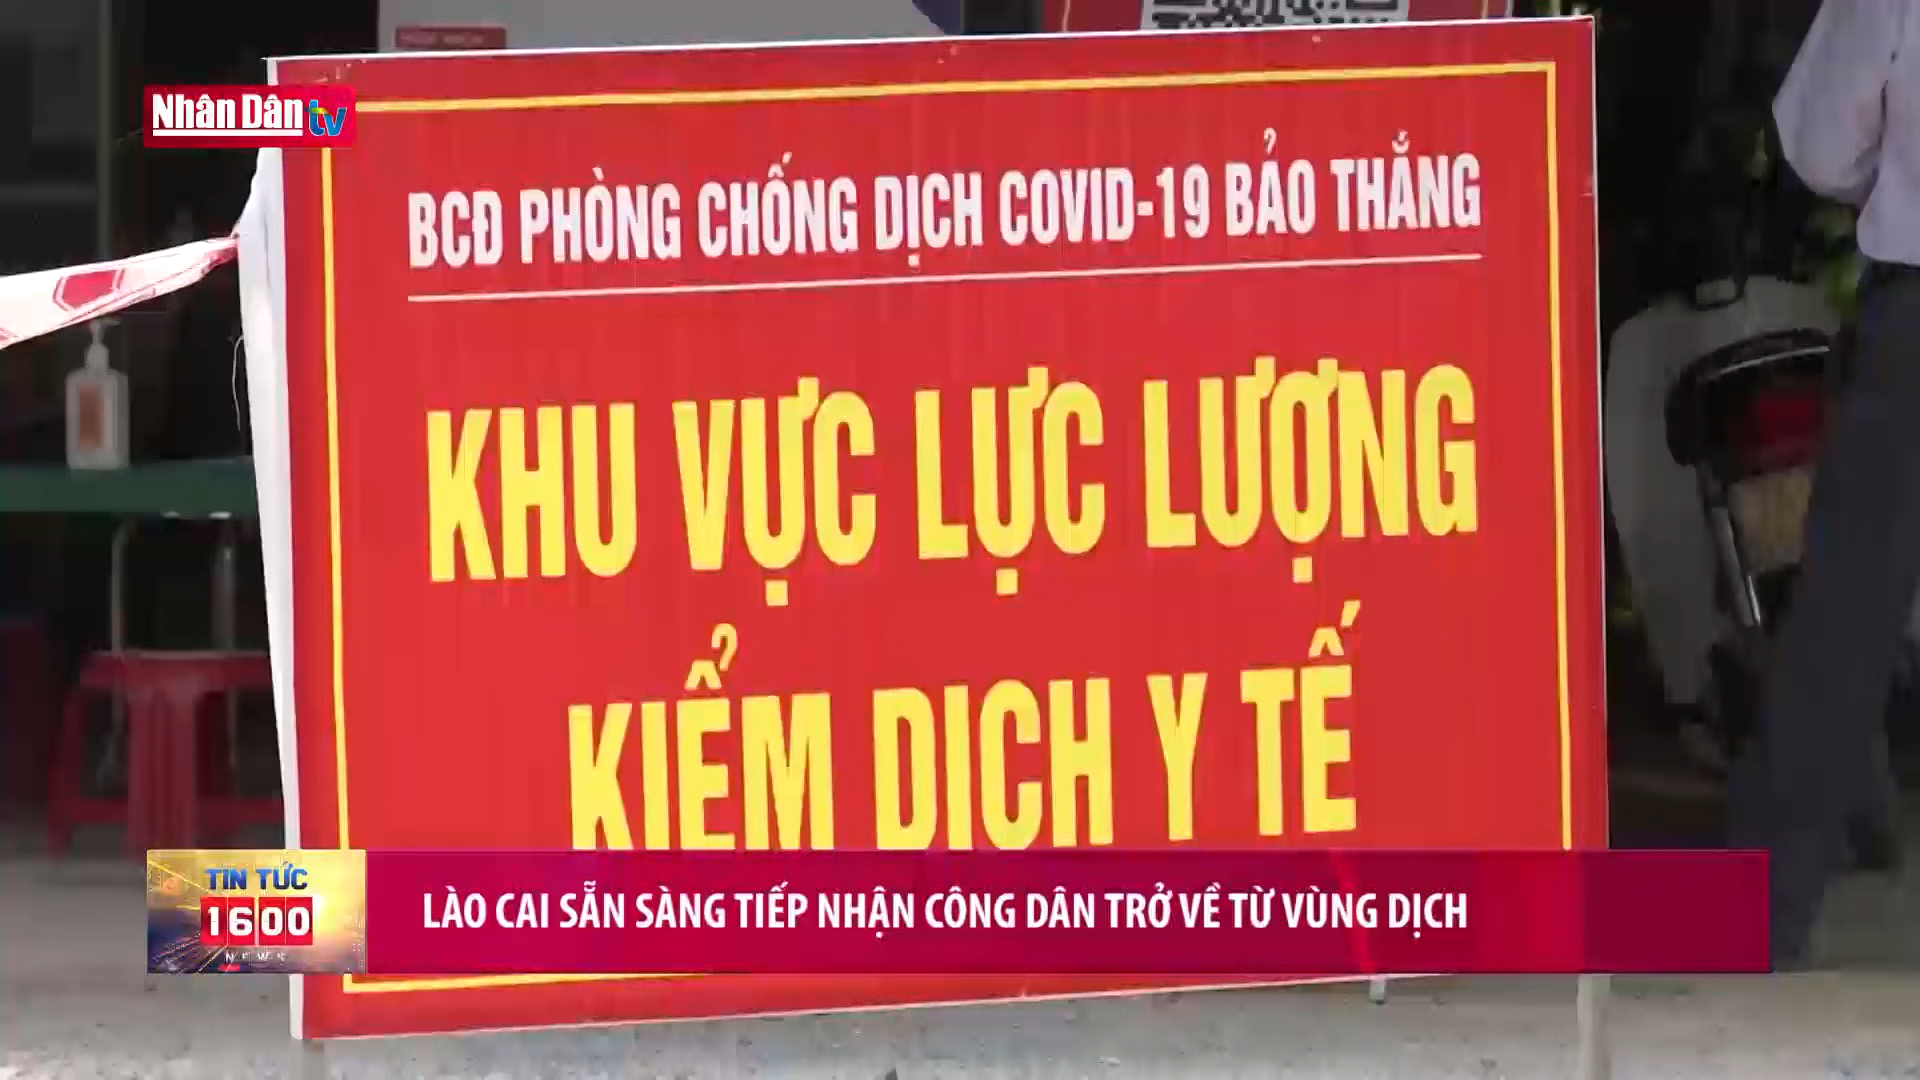 Nhân Dân tv
BCĐ PHÒNG CHỐNG DỊCH COVID-19 BẢO THẮNG
KHU VỰC LỰC LƯỢNG
KIỂM DỊCH Y TẾ
TIN TỨC
1600
NEWS
LÀO CAI SẴN SÀNG TIẾP NHẬN CÔNG DÂN TRỞ VỀ TỪ VÙNG DỊCH